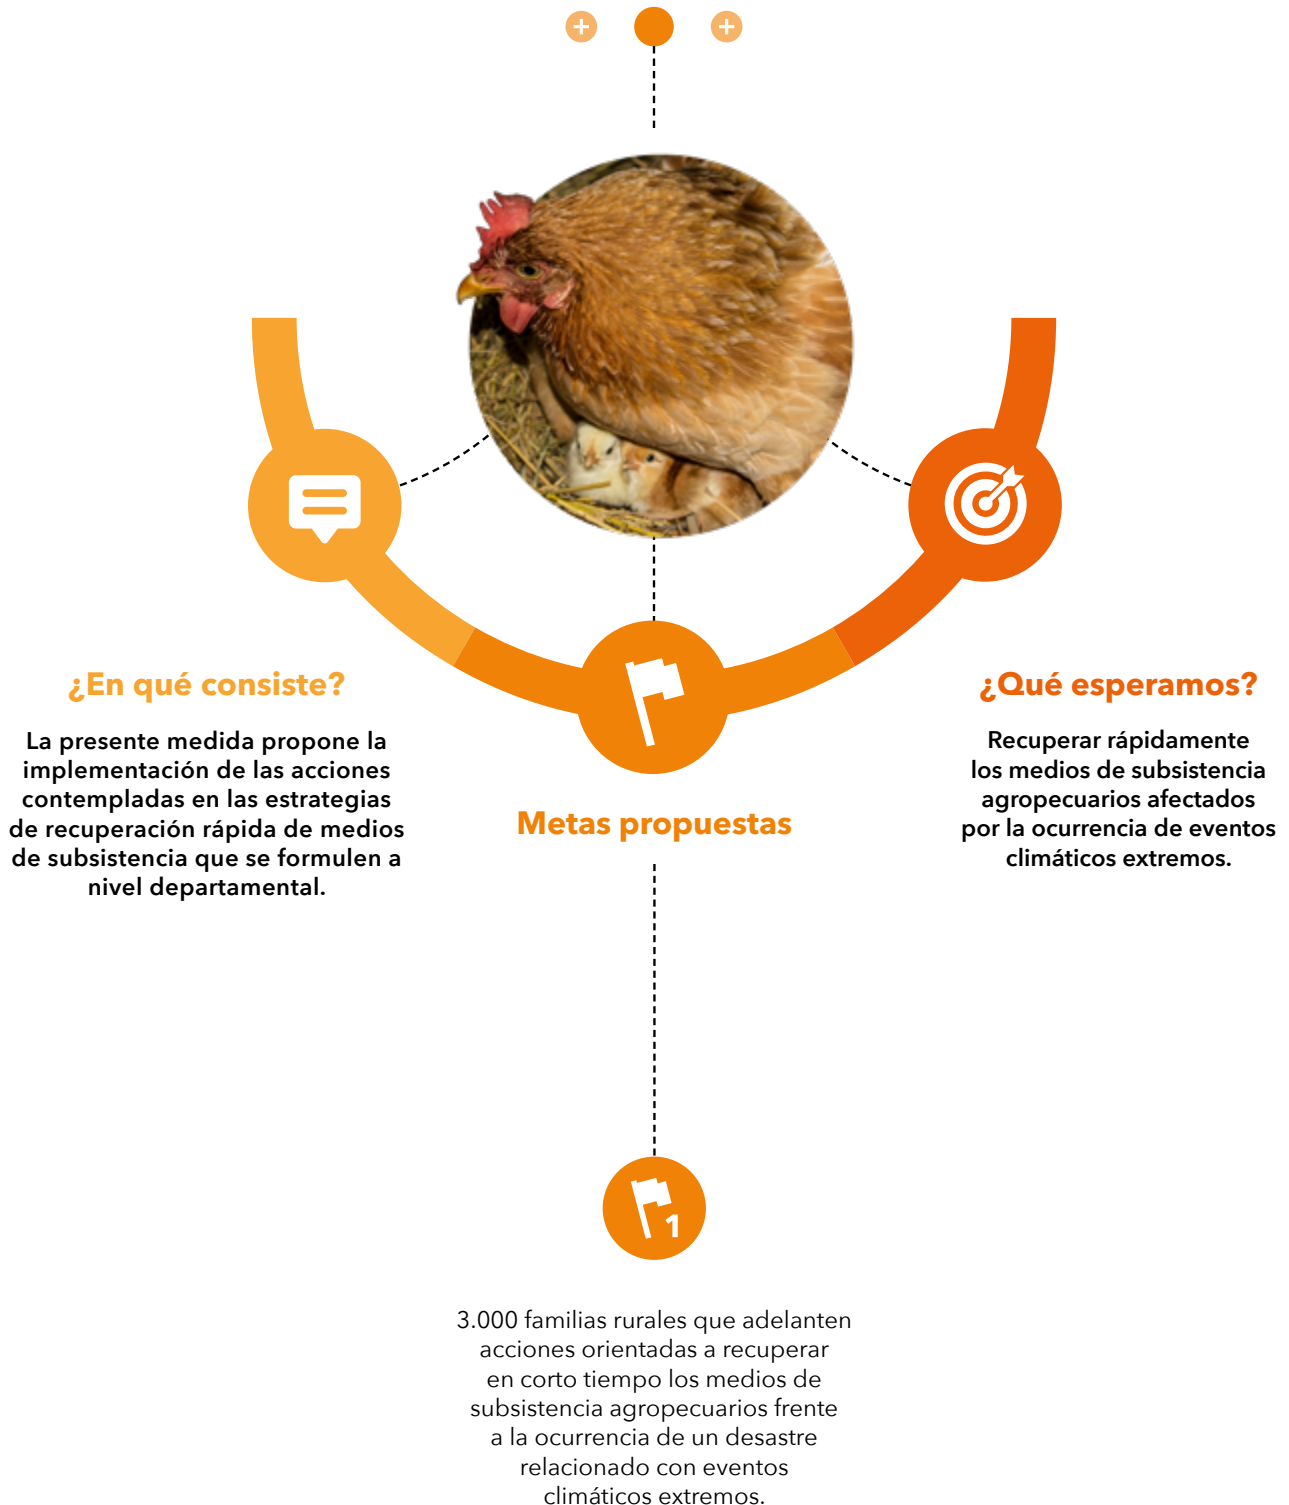 ¿En qué consiste?
La presente medida propone la
implementación de las acciones
contempladas en las estrategias
de recuperación rápida de medios
de subsistencia que se formulen a
nivel departamental.
Metas propuestas
¿Qué esperamos?
Recuperar rápidamente
los medios de subsistencia
agropecuarios afectados
por la ocurrencia de eventos
climáticos extremos.
1
3.000 familias rurales que adelanten
acciones orientadas a recuperar
en corto tiempo los medios de
subsistencia agropecuarios frente
a la ocurrencia de un desastre
relacionado con eventos
climáticos extremos.